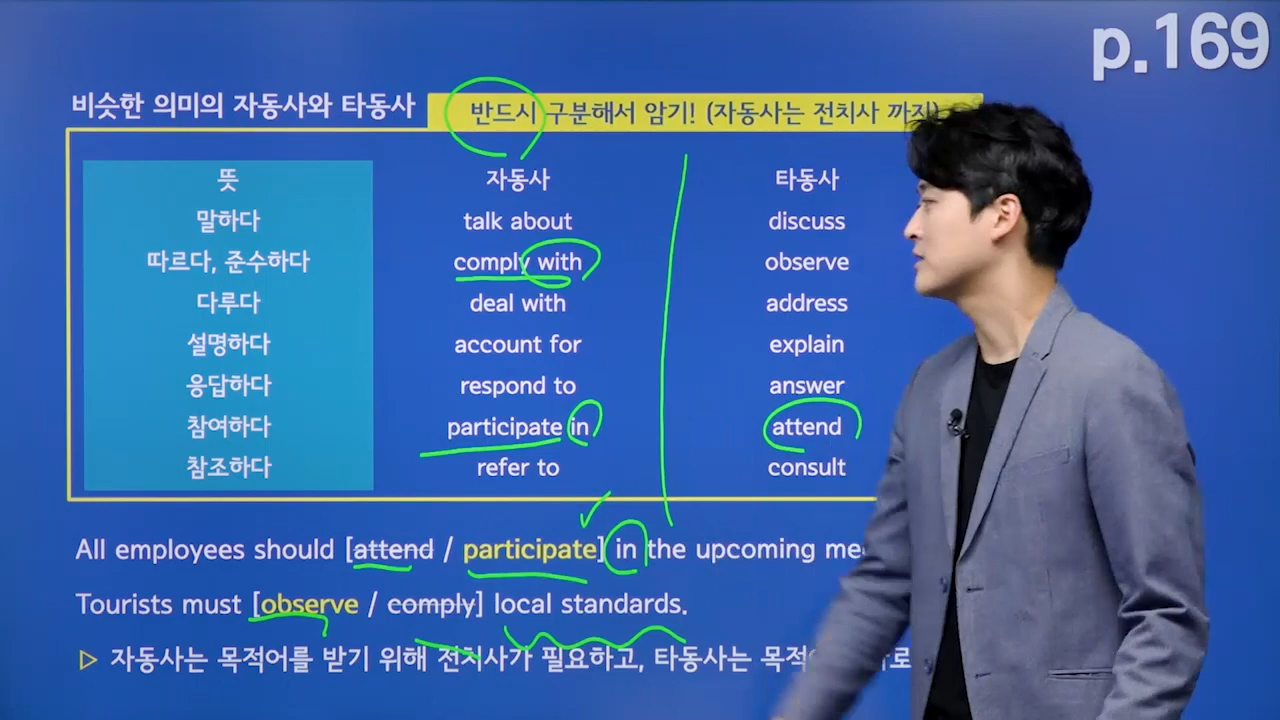 p.169
비슷한 의미의 자동사와 타동사 반드시 구분해서 암기! (자동사는 전치사 까지)
뜻 자동사 타동사
말하다 talk about discuss
따르다, 준수하다 comply with observe
다루다 deal with address
설명하다 account for explain
응답하다 respond to answer
참여하다 participate in attend
참조하다 refer to consult
All employees should [attend / participate] in the upcoming
Tourists must [observe / comply] local standards.
▷ 자동사는 목적어를 받기 위해 전치사가 필요하고, 타동사는